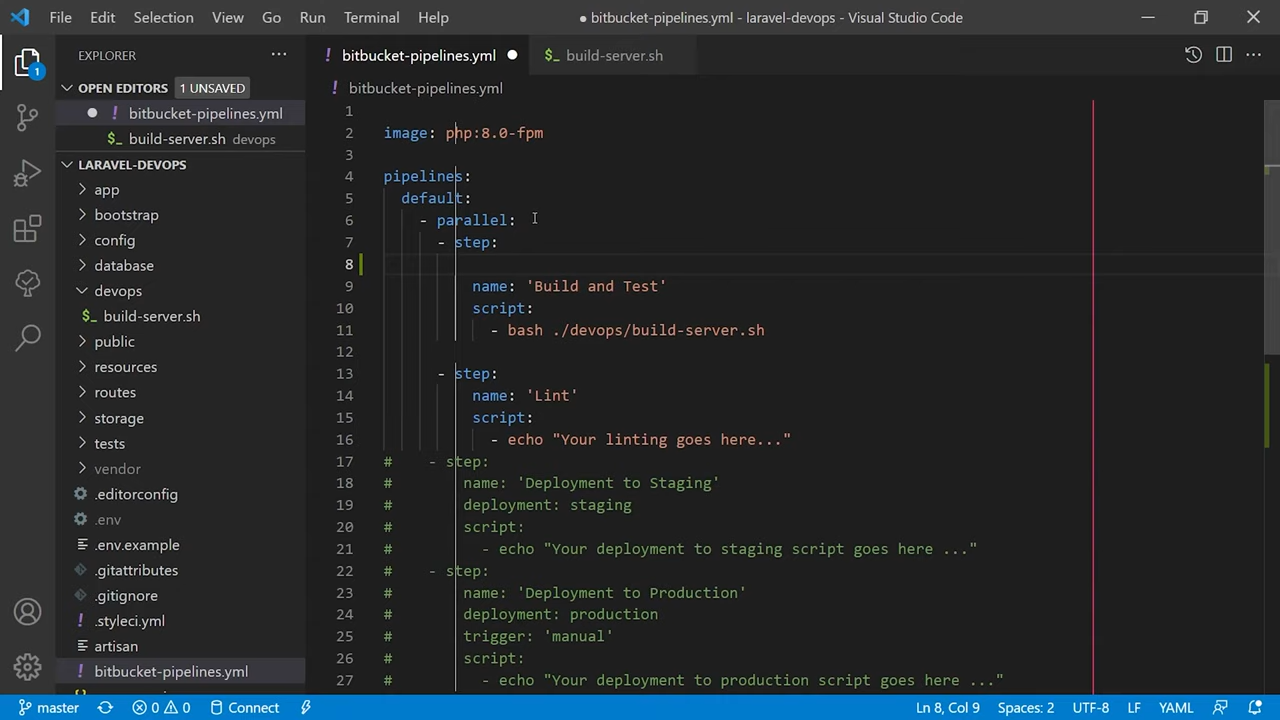 File Edit Selection View Go Run Terminal Help
● bitbucket-pipelines.yml - laravel-devops - Visual Studio Code
EXPLORER
OPEN EDITORS 1 UNSAVED
! bitbucket-pipelines.yml
$_ build-server.sh devops
LARAVEL-DEVOPS
app
bootstrap
config
database
devops
$_ build-server.sh
public
resources
routes
storage
tests
vendor
.editorconfig
.env
.env.example
.gitattributes
.gitignore
! .styleci.yml
artisan
! bitbucket-pipelines.yml
1
! bitbucket-pipelines.yml
$_ build-server.sh
! bitbucket-pipelines.yml
1
2 image: php:8.0-fpm
3
4 pipelines:
5 default:
6 - parallel:
7 - step:
8
9 name: 'Build and Test'
10 script:
11 - bash ./devops/build-server.sh
12
13 - step:
14 name: 'Lint'
15 script:
16 - echo "Your linting goes here..."
17 # - step:
18 # name: 'Deployment to Staging'
19 # deployment: staging
20 # script:
21 # - echo "Your deployment to staging script goes here ..."
22 # - step:
23 # name: 'Deployment to Production'
24 # deployment: production
25 # trigger: 'manual'
26 # script:
27 # - echo "Your deployment to production script goes here ..."
master 0 0 Connect Ln 8, Col 9 Spaces: 2 UTF-8 LF YAML